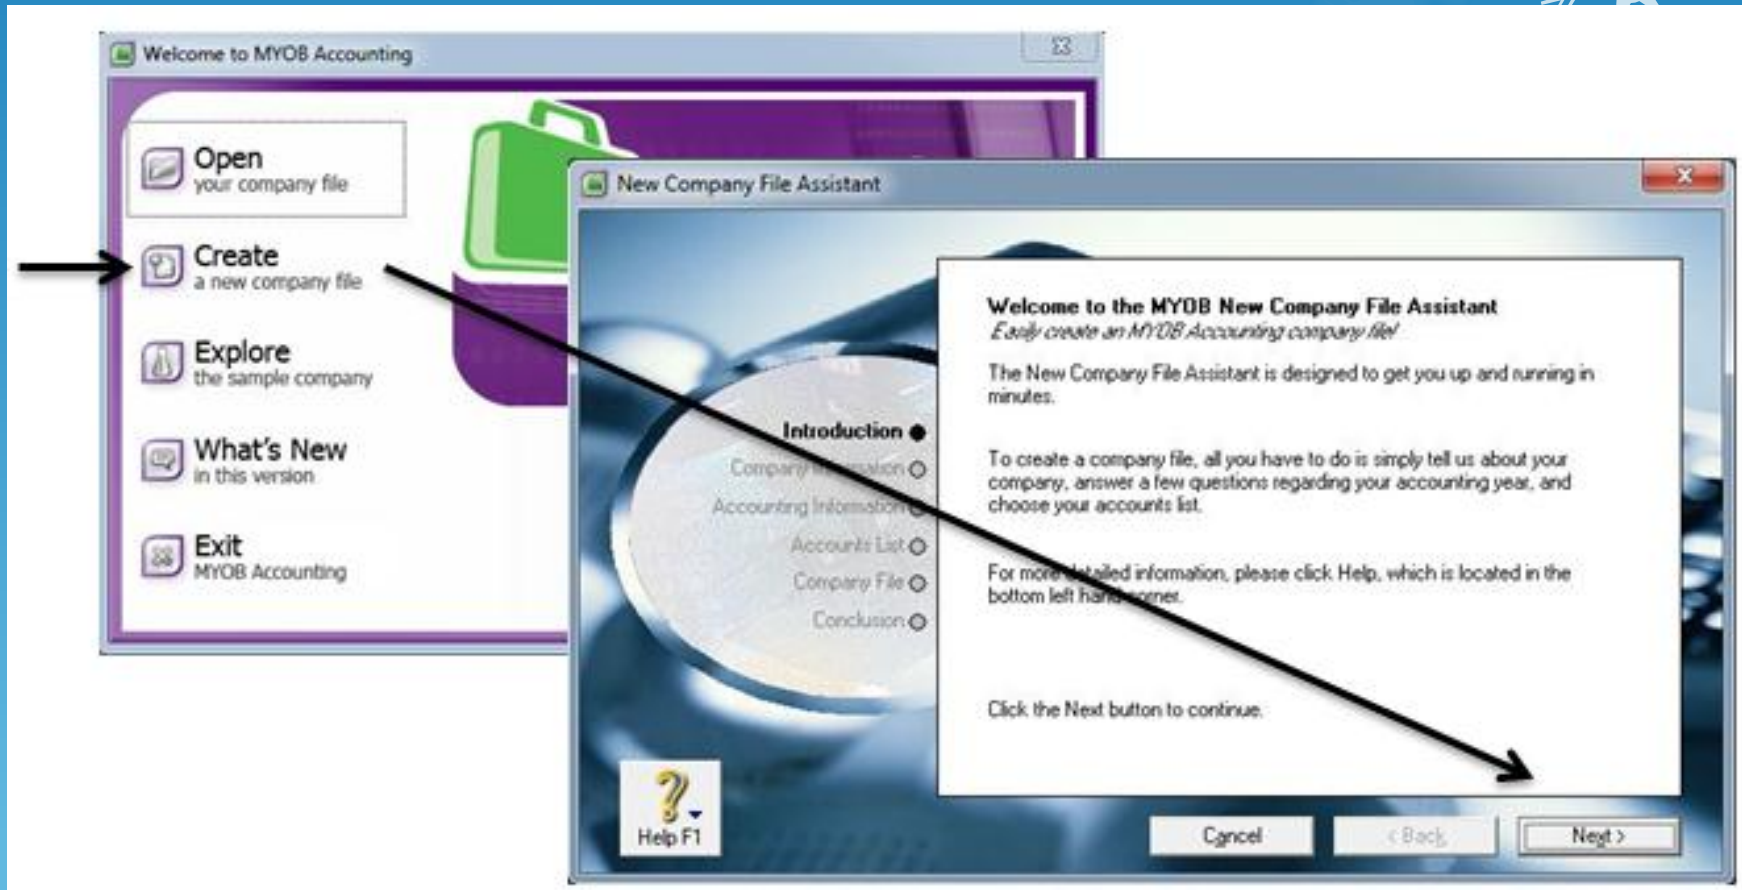 Welcome to MYOB Accounting
Open
your company file
Create
a new company file
Explore
the sample company
What's New
in this version
Exit
MYOB Accounting
New Company File Assistant
Introduction
Company Information
Accounting Information
Accounts List
Company File
Conclusion
Welcome to the MYOB New Company File Assistant
Easily create an MYOB Accounting company file!
The New Company File Assistant is designed to get you up and running in
minutes.
To create a company file, all you have to do is simply tell us about your
company, answer a few questions regarding your accounting year, and
choose your accounts list.
For more detailed information, please click Help, which is located in the
bottom left hand corner.
Click the Next button to continue.
Help F1
Cancel
< Back
Next >